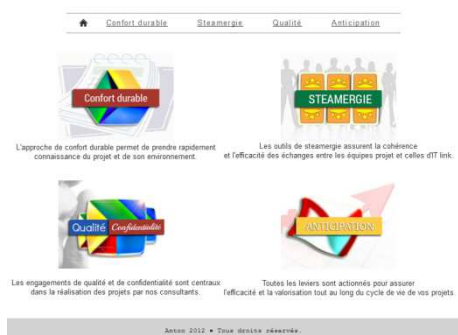 Confort durable Steamergie Qualité Anticipation
Confort durable
STEAMERGIE
L'approche de confort durable permet de prendre rapidement
connaissance du projet et de son environnement.
Les outils de steamergie assurent la cohérence
et l'efficacité des échanges entre les équipes projet et celles d'IT link.
Qualité Confidentialité
ANTICIPATION
Les engagements de qualité et de confidentialité sont centraux
dans la réalisation des projets par nos consultants.
Toutes les leviers sont actionnés pour assurer
l'efficacité et la valorisation tout au long du cycle de vie de vos projets
Anton 2012 ● Tous droits réservés.